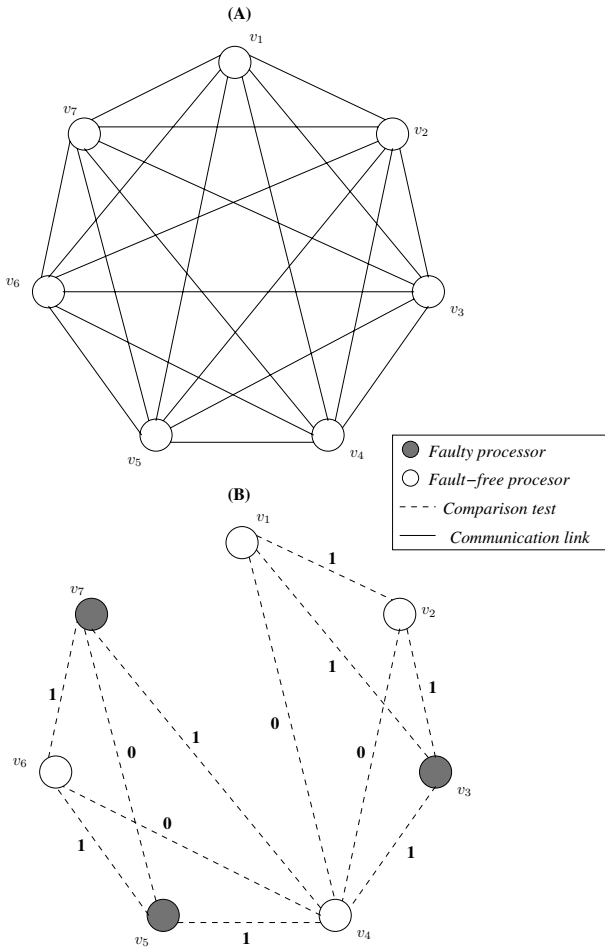 (A)
v1
v7
v2
v6
v3
v5
v4
Faulty processor
Fault-free procesor
Comparison test
Communication link
(B)
v1
1
v7
v2
1
1
1
0
1
0
0
v6
v3
0
1
1
v5
1
v4